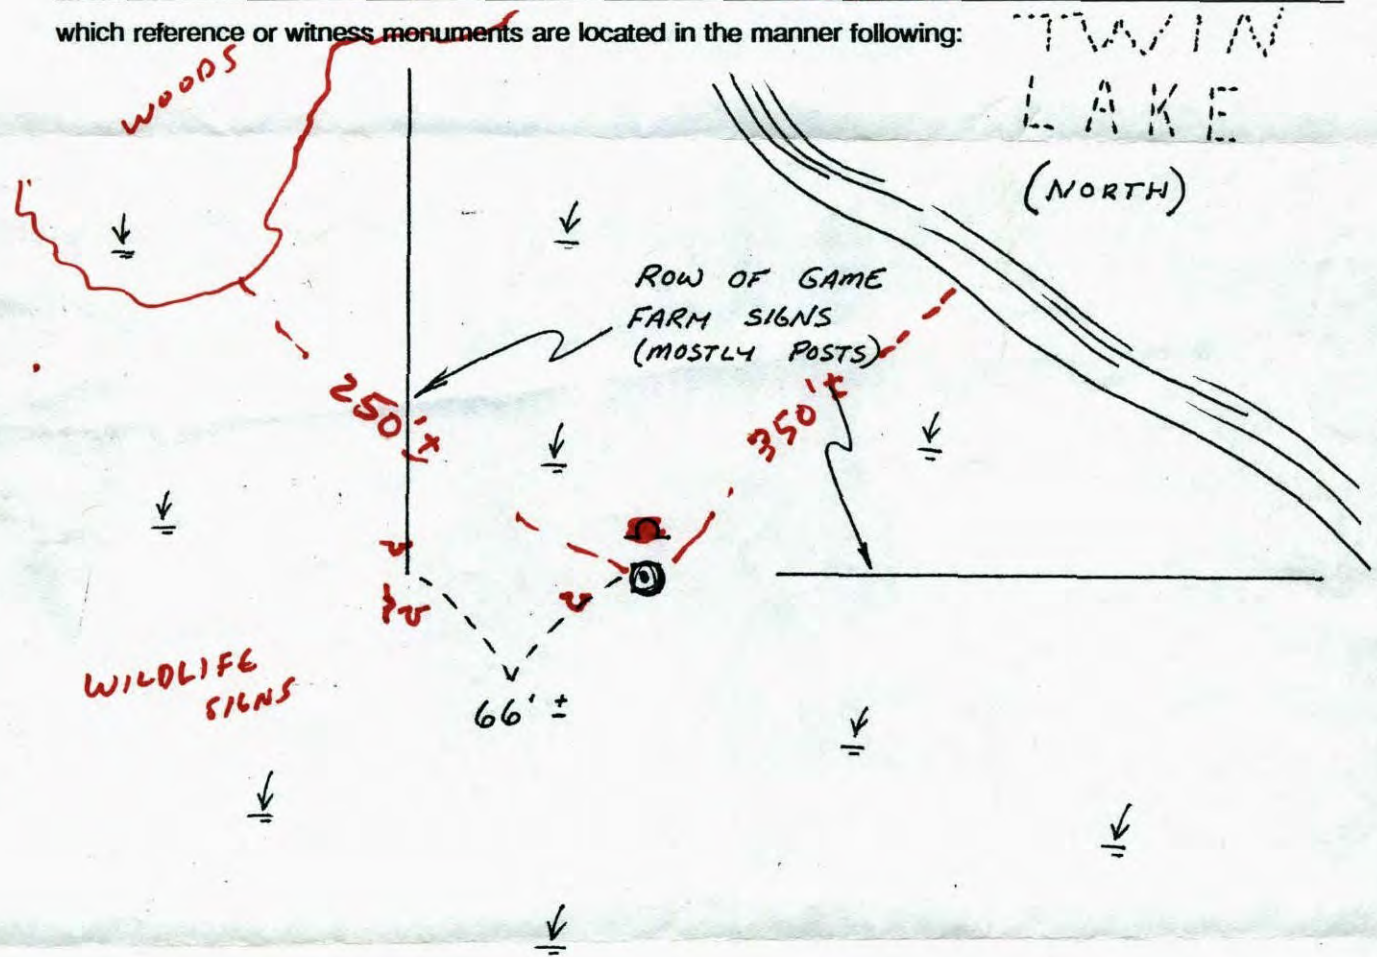 which reference or witness monuments are located in the manner following:
TWIN
LAKE
(NORTH)
WOODS
ROW OF GAME
FARM SIGNS
(MOSTLY POSTS)
250'±
350'±
WILDLIFE
SIGNS
66' ±